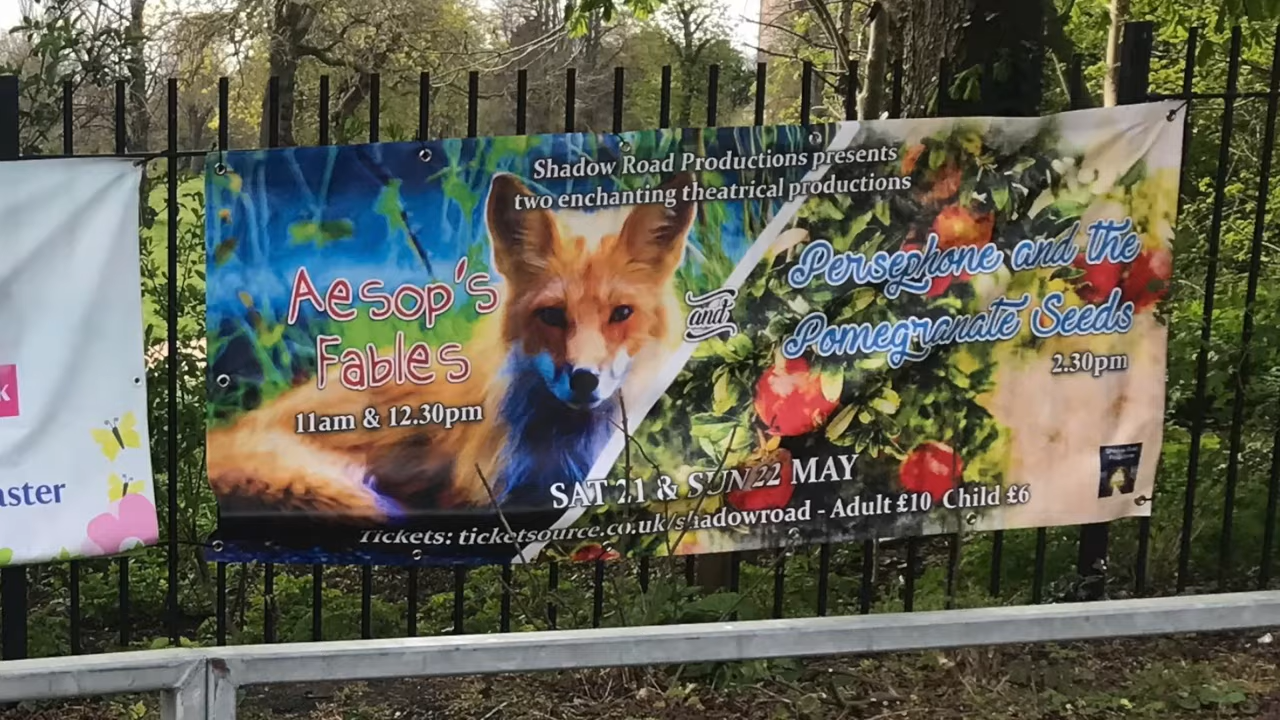 Shadow Road Productions presents
two enchanting theatrical productions
Aesop's
Fables
11am & 12.30pm
and
Persephone and the
Pomegranate Seeds
2.30pm
SAT 21 & SUN 22 MAY
Tickets: ticketsource.co.uk/shadowroad - Adult £10 Child £6
k
aster